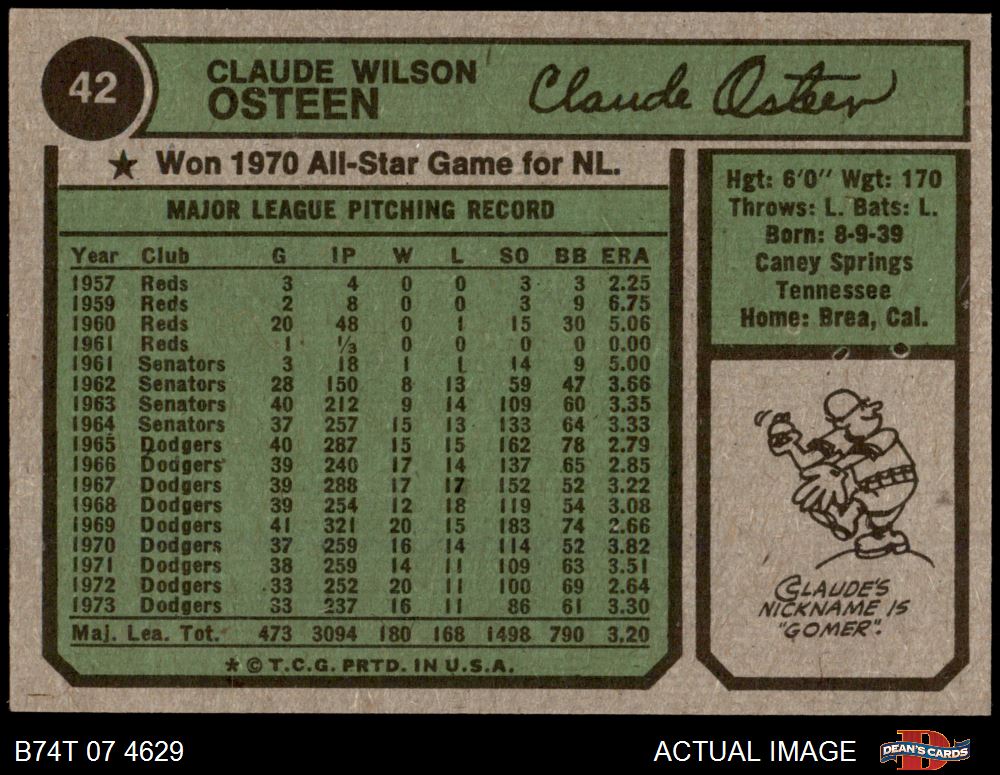 42
CLAUDE WILSON
OSTEEN
Claude Osteen
★ Won 1970 All-Star Game for NL.
MAJOR LEAGUE PITCHING RECORD
Year Club G IP W L SO BB ERA
1957 Reds 3 4 0 0 3 3 2.25
1959 Reds 2 8 0 0 3 9 6.75
1960 Reds 20 48 0 1 15 30 5.06
1961 Reds 1 ⅓ 0 0 0 0 0.00
1961 Senators 3 18 1 1 14 9 5.00
1962 Senators 28 150 8 13 59 47 3.66
1963 Senators 40 212 9 14 109 60 3.35
1964 Senators 37 257 15 13 133 64 3.33
1965 Dodgers 40 287 15 15 162 78 2.79
1966 Dodgers 39 240 17 14 137 65 2.85
1967 Dodgers 39 288 17 17 152 52 3.22
1968 Dodgers 39 254 12 18 119 54 3.08
1969 Dodgers 41 321 20 15 183 74 2.66
1970 Dodgers 37 259 16 14 114 52 3.82
1971 Dodgers 38 259 14 11 109 63 3.51
1972 Dodgers 33 252 20 11 100 69 2.64
1973 Dodgers 33 237 16 11 86 61 3.30
Maj. Lea. Tot. 473 3094 180 168 1498 790 3.20
★ © T.C.G. PRTD. IN U.S.A.
Hgt: 6'0" Wgt: 170
Throws: L. Bats: L.
Born: 8-9-39
Caney Springs
Tennessee
Home: Brea, Cal.
CLAUDE'S
NICKNAME IS
"GOMER".
B74T 07 4629
ACTUAL IMAGE
D
DEAN'S CARDS